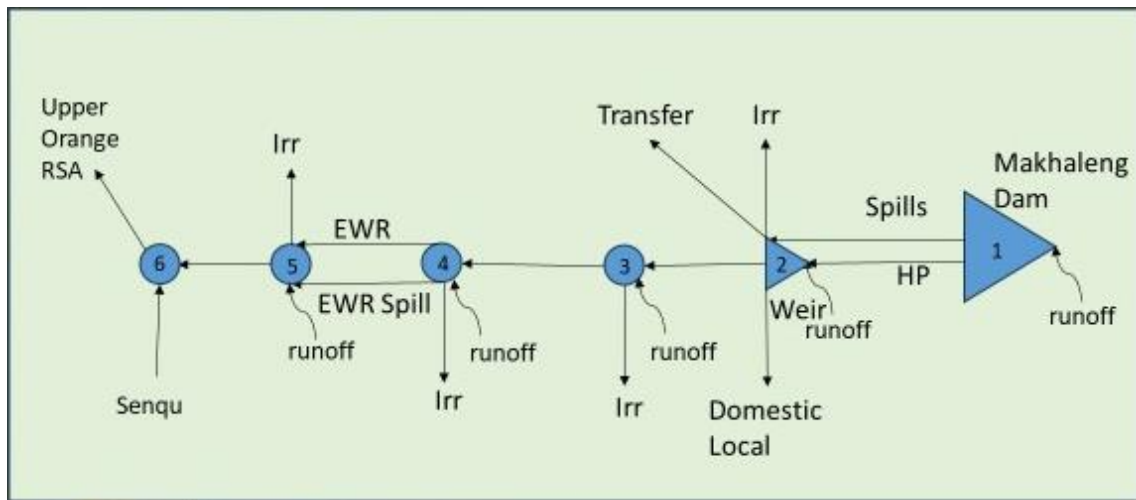 Upper
Orange
RSA
Irr
Transfer
Irr
Makhaleng
Dam
Spills
EWR
6
5
4
3
2
1
HP
EWR Spill
Weir
runoff
runoff
runoff
runoff
runoff
Senqu
Irr
Irr
Domestic
Local